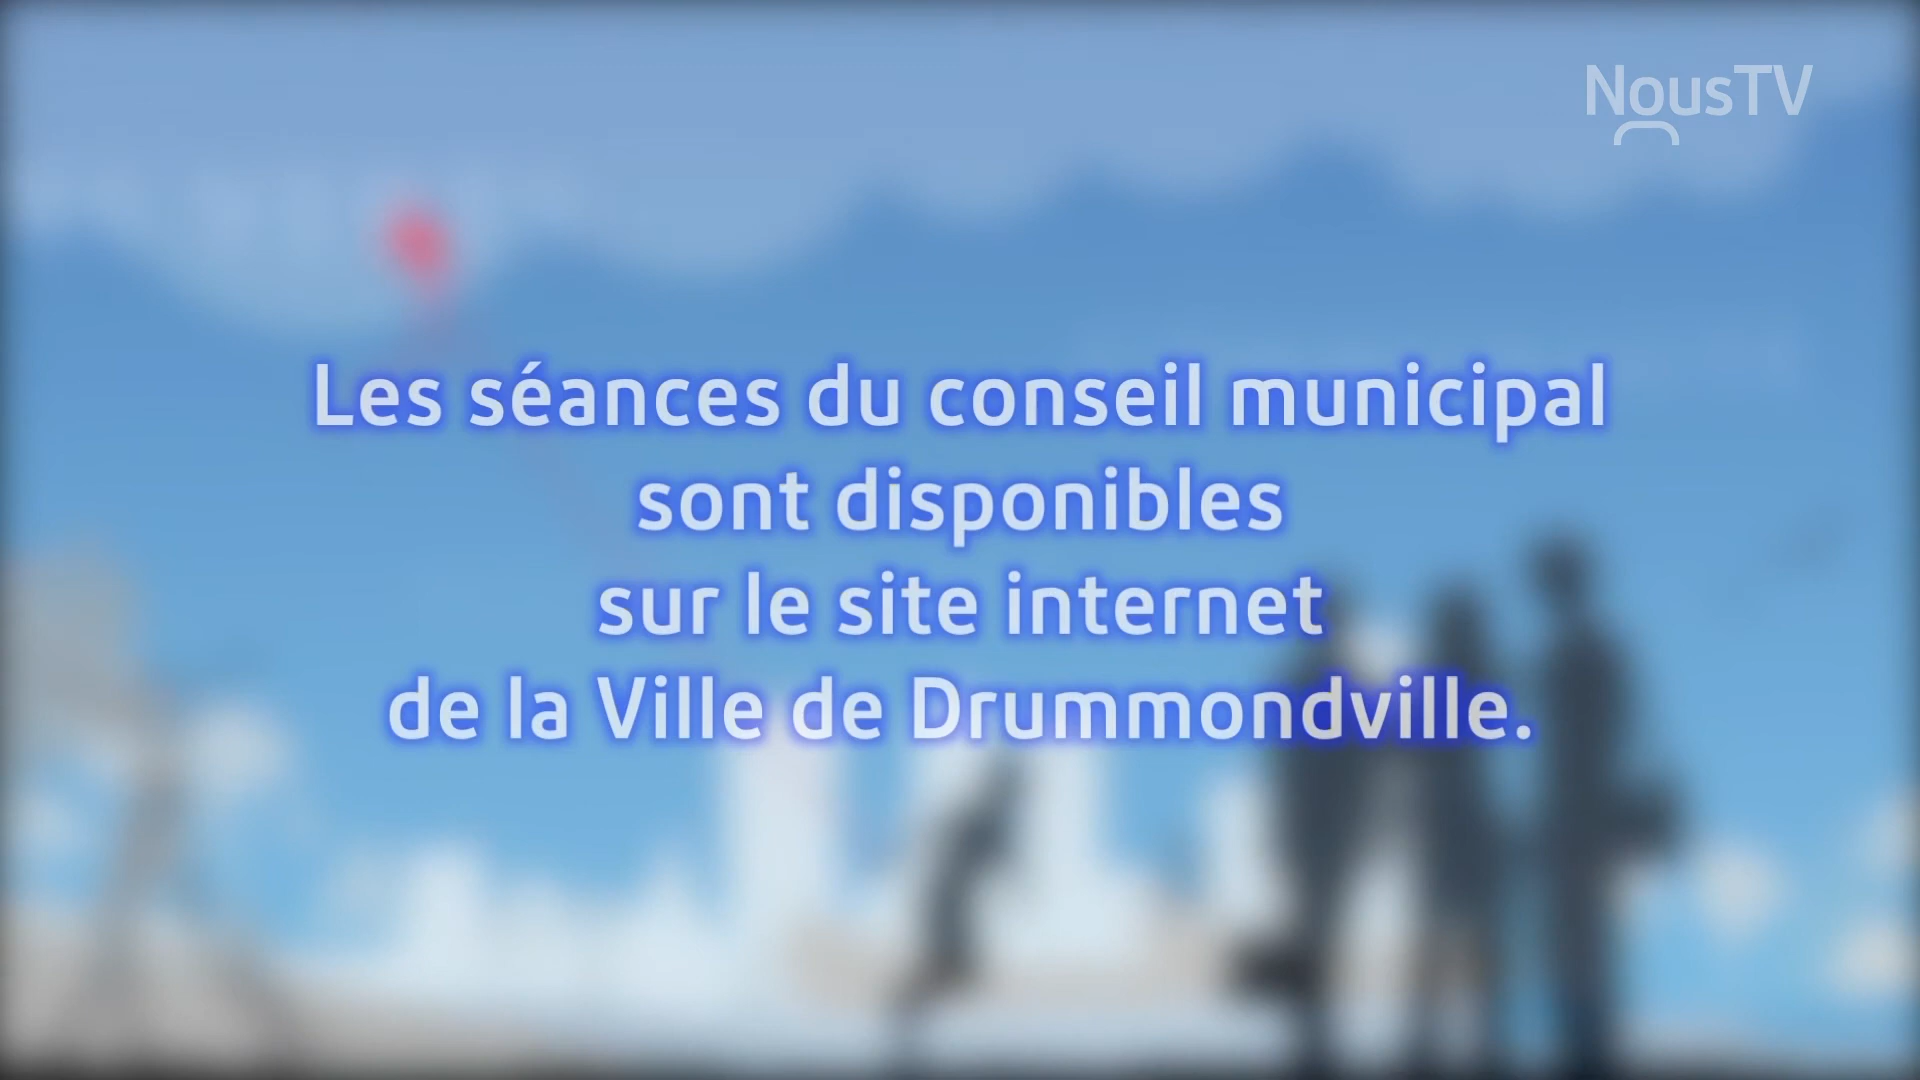 NousTV
Les séances du conseil municipal
sont disponibles
sur le site internet
de la Ville de Drummondville.